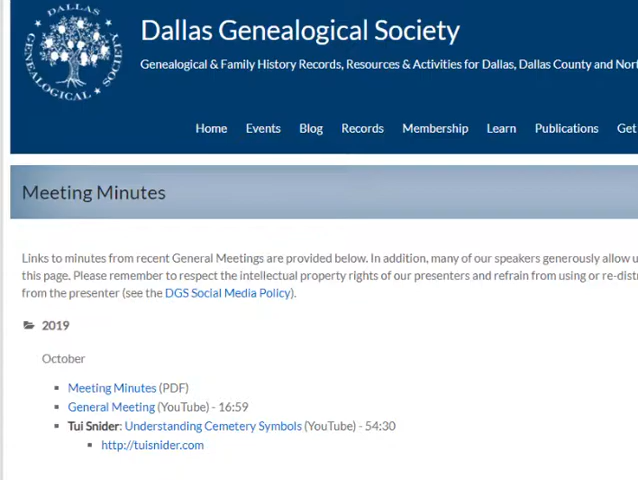 DALLAS GENEALOGICAL SOCIETY
Dallas Genealogical Society
Genealogical & Family History Records, Resources & Activities for Dallas, Dallas County and
Home Events Blog Records Membership Learn Publications Get
Meeting Minutes
Links to minutes from recent General Meetings are provided below. In addition, many of our speakers generously allow
this page. Please remember to respect the intellectual property rights of our presenters and refrain from using or
from the presenter (see the DGS Social Media Policy).
2019
October
▪ Meeting Minutes (PDF)
▪ General Meeting (YouTube) - 16:59
▪ Tui Snider: Understanding Cemetery Symbols (YouTube) - 54:30
▪ http://tuisnider.com